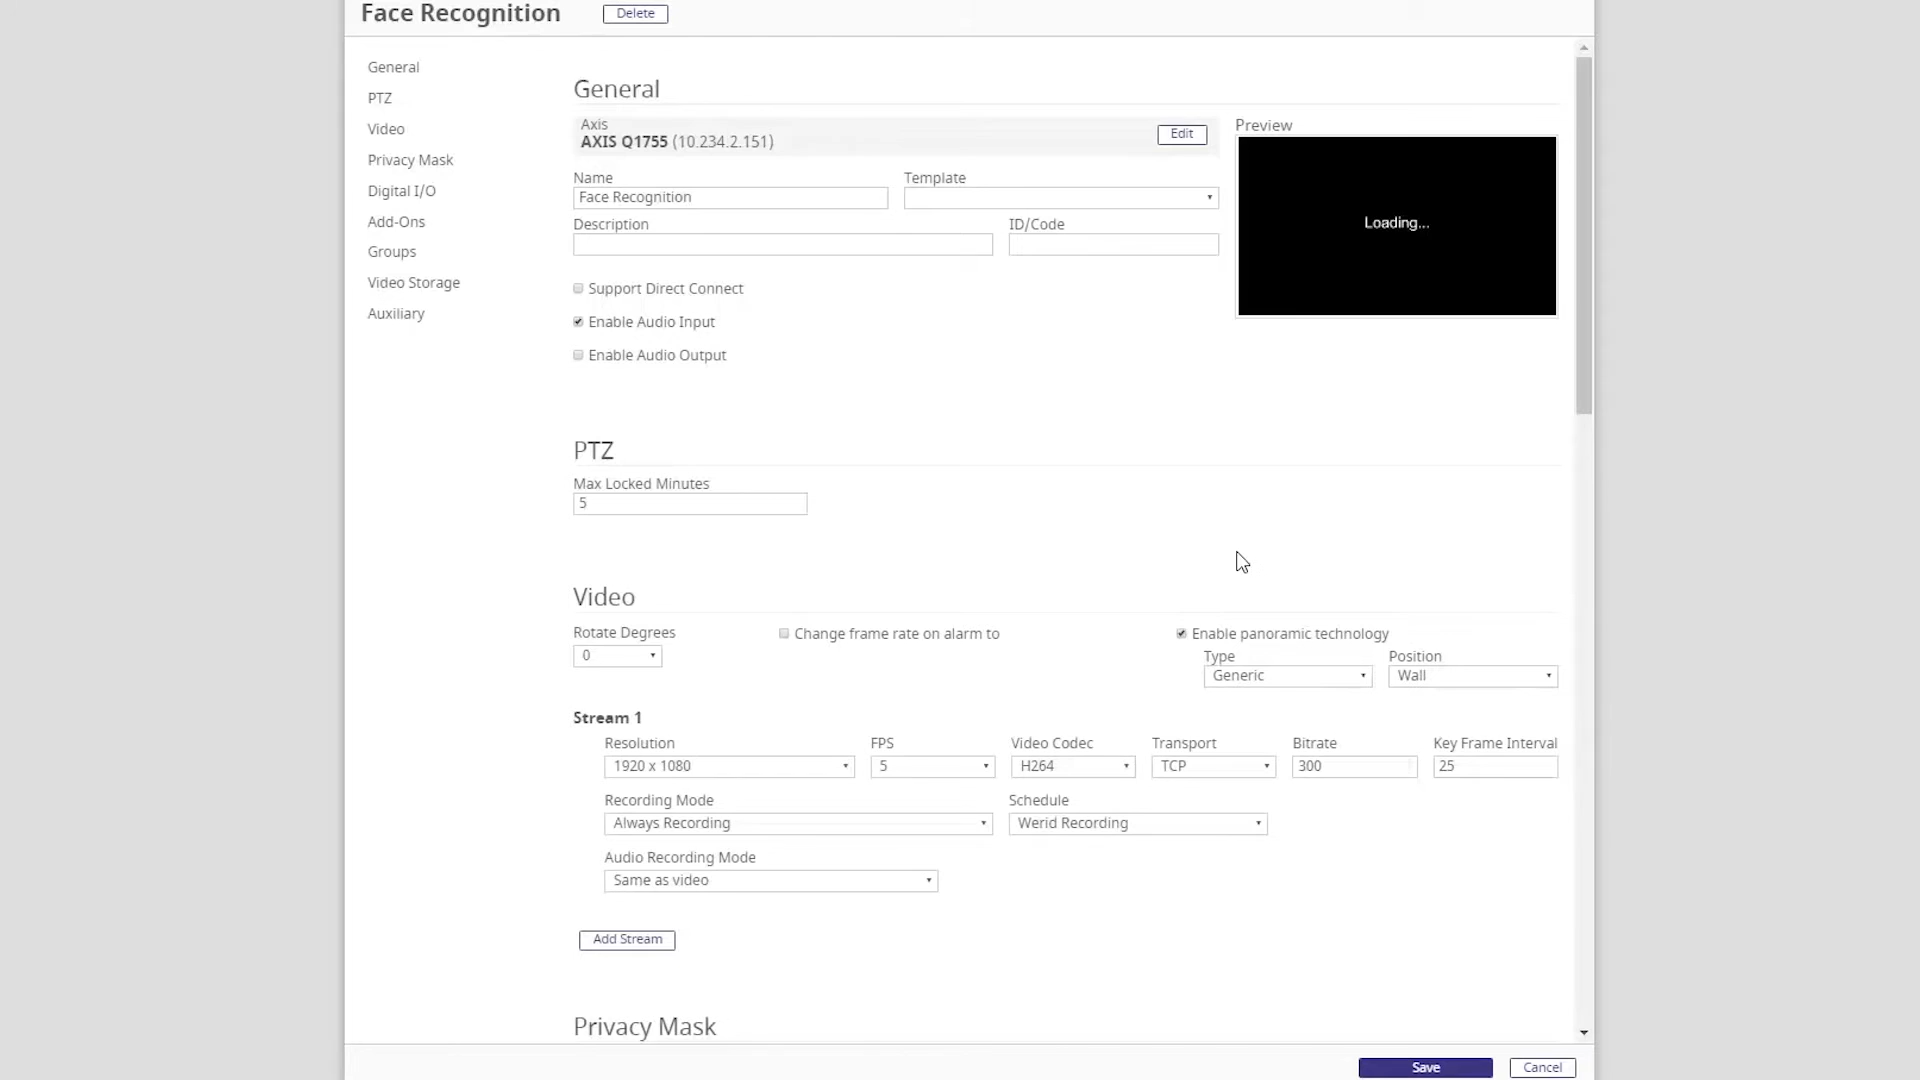 Face Recognition Delete
General
PTZ
Video
Privacy Mask
Digital I/O
Add-Ons
Groups
Video Storage
Auxiliary
General
Axis
AXIS Q1755 (10.234.2.151) Edit
Preview
Loading...
Name Template
Face Recognition
Description ID/Code
Support Direct Connect
Enable Audio Input
Enable Audio Output
PTZ
Max Locked Minutes
5
Video
Rotate Degrees Change frame rate on alarm to Enable panoramic technology
0
Type Position
Generic Wall
Stream 1
Resolution FPS Video Codec Transport Bitrate Key Frame Interval
1920 x 1080 5 H264 TCP 300 25
Recording Mode Schedule
Always Recording Werid Recording
Audio Recording Mode
Same as video
Add Stream
Privacy Mask
Save Cancel